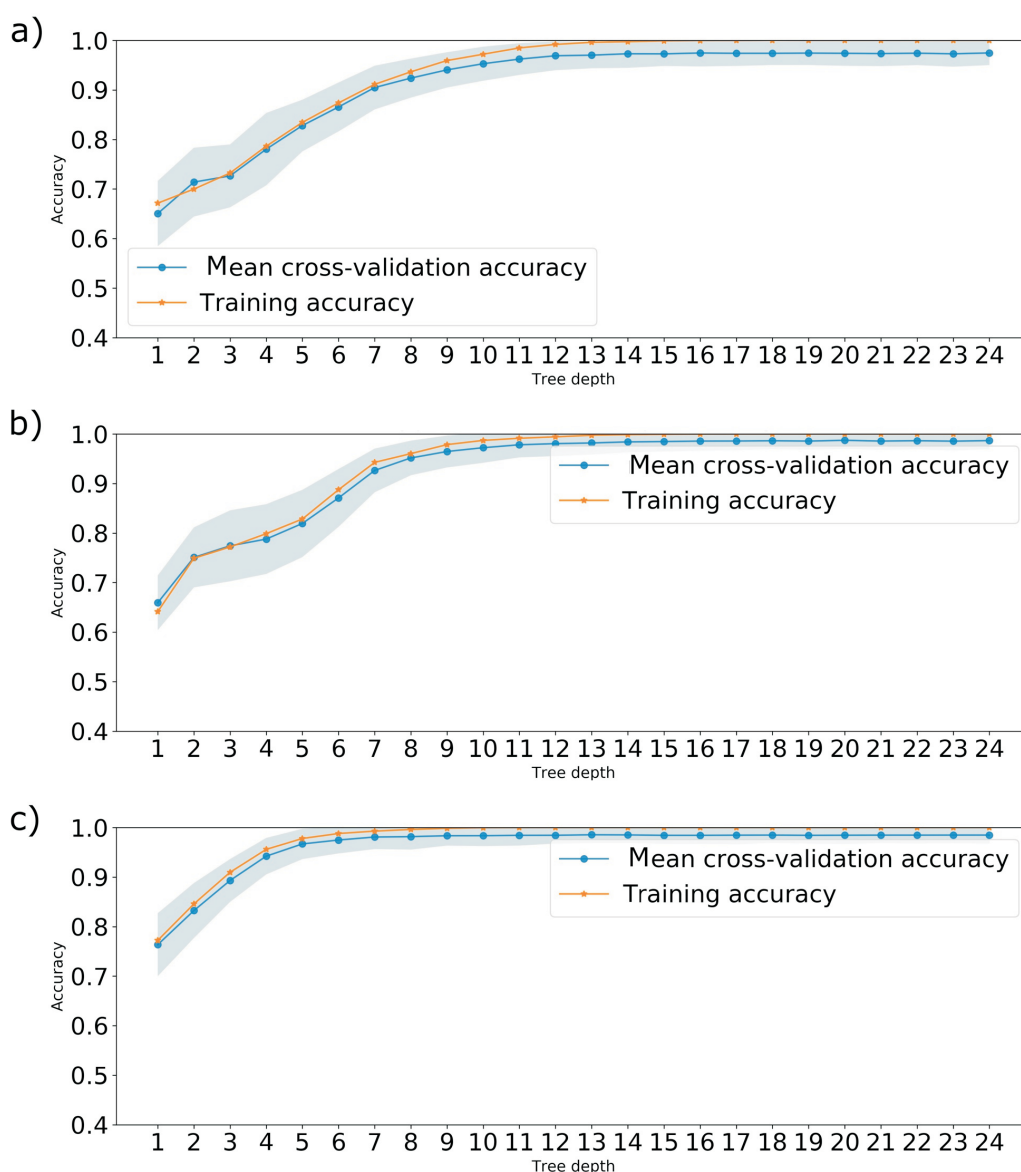 a)
1.0
0.9
0.8
0.7
0.6
0.5
0.4
Accuracy
Mean cross-validation accuracy
Training accuracy
1 2 3 4 5 6 7 8 9 10 11 12 13 14 15 16 17 18 19 20 21 22 23 24
Tree depth
b)
1.0
0.9
0.8
0.7
0.6
0.5
0.4
Accuracy
Mean cross-validation accuracy
Training accuracy
1 2 3 4 5 6 7 8 9 10 11 12 13 14 15 16 17 18 19 20 21 22 23 24
Tree depth
c)
1.0
0.9
0.8
0.7
0.6
0.5
0.4
Accuracy
Mean cross-validation accuracy
Training accuracy
1 2 3 4 5 6 7 8 9 10 11 12 13 14 15 16 17 18 19 20 21 22 23 24
Tree depth